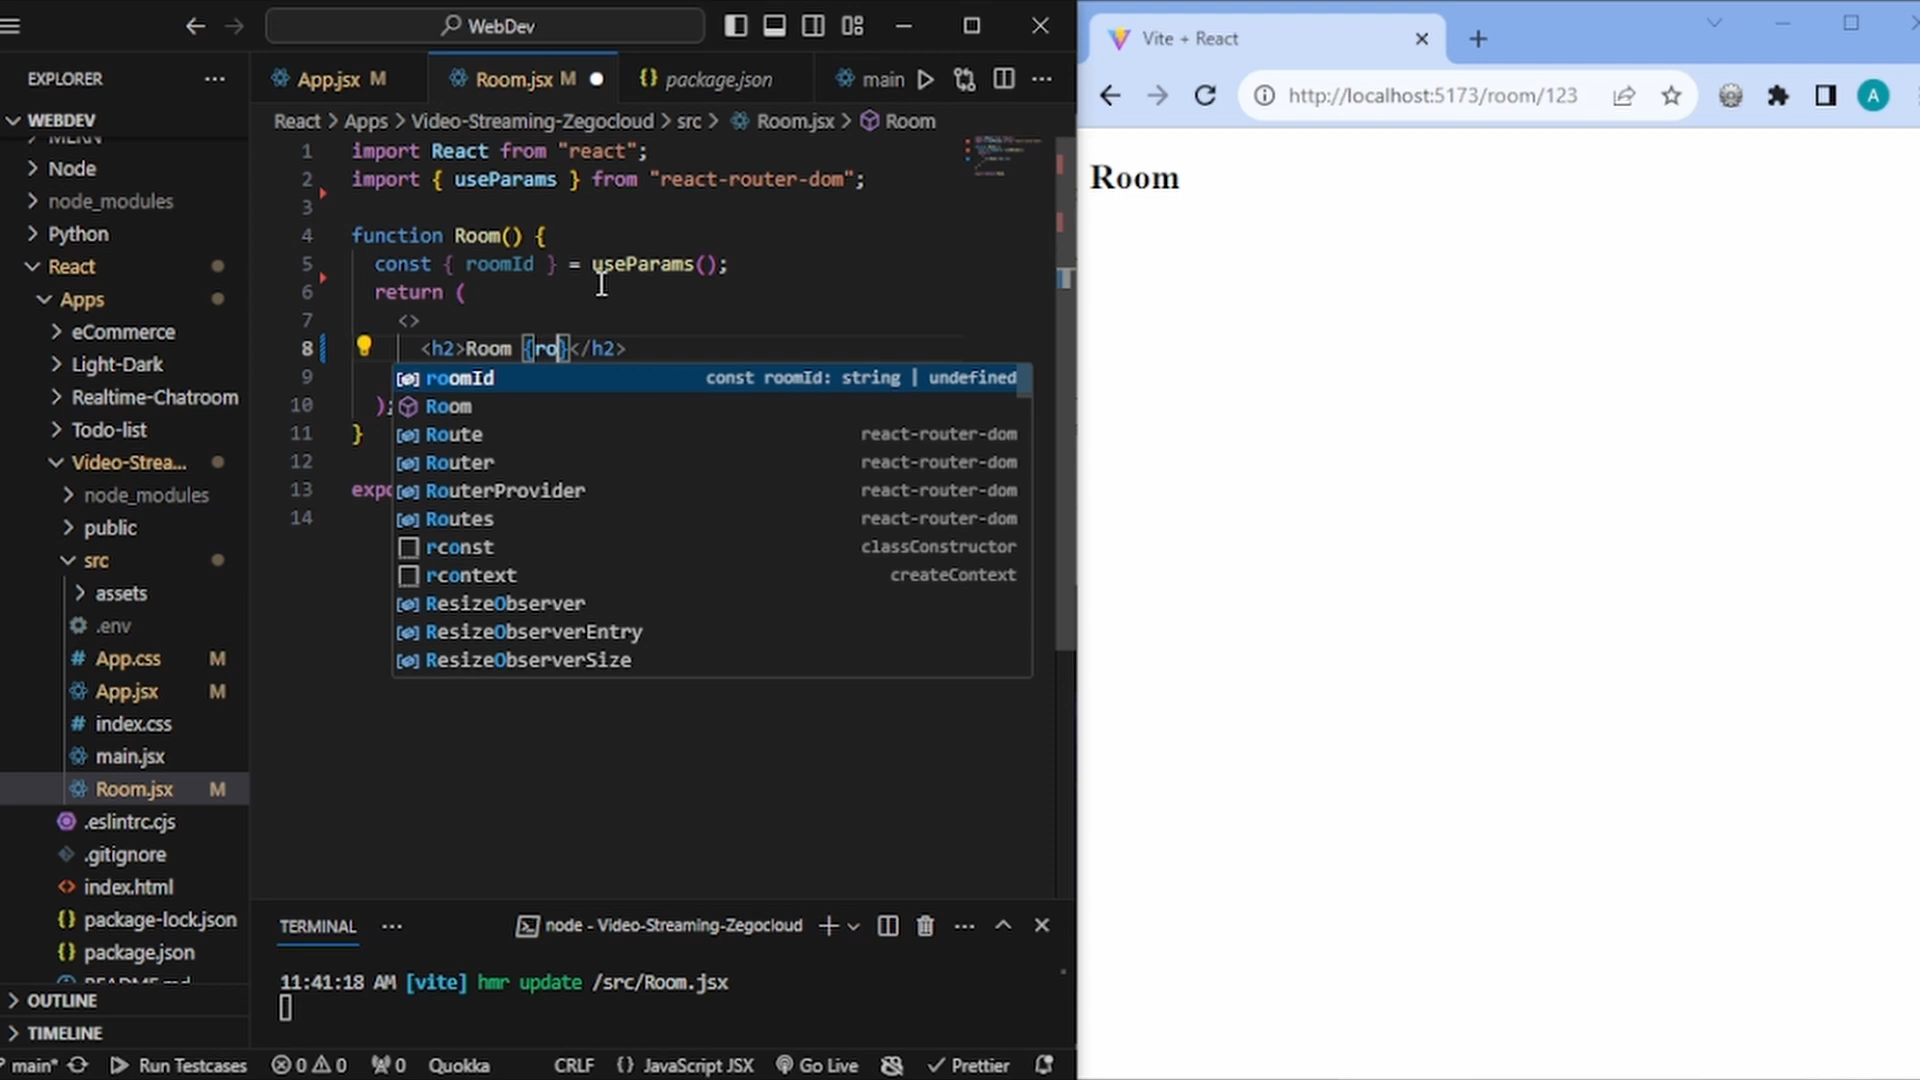 WebDev
EXPLORER
WEBDEV
Node
node_modules
Python
React
Apps
eCommerce
Light-Dark
Realtime-Chatroom
Todo-list
Video-Strea...
node_modules
public
src
assets
.env
App.css M
App.jsx M
index.css
main.jsx
Room.jsx M
.eslintrc.cjs
.gitignore
index.html
package-lock.json
package.json
OUTLINE
TIMELINE
App.jsx M
Room.jsx M
package.json
main
React > Apps > Video-Streaming-Zegocloud > src > Room.jsx > Room
1 import React from "react";
2 import { useParams } from "react-router-dom";
3
4 function Room() {
5 const { roomId } = useParams();
6 return (
7 <>
8 <h2>Room {ro}</h2>
9
10 );
11 }
12
13 expo
14
roomId const roomId: string | undefined
Room
Route react-router-dom
Router react-router-dom
RouterProvider react-router-dom
Routes react-router-dom
rconst classConstructor
rcontext createContext
ResizeObserver
ResizeObserverEntry
ResizeObserverSize
TERMINAL
node - Video-Streaming-Zegocloud
11:41:18 AM [vite] hmr update /src/Room.jsx
main* Run Testcases 0 0 0 Quokka CRLF {} JavaScript JSX Go Live Prettier
Vite + React
http://localhost:5173/room/123
A
Room